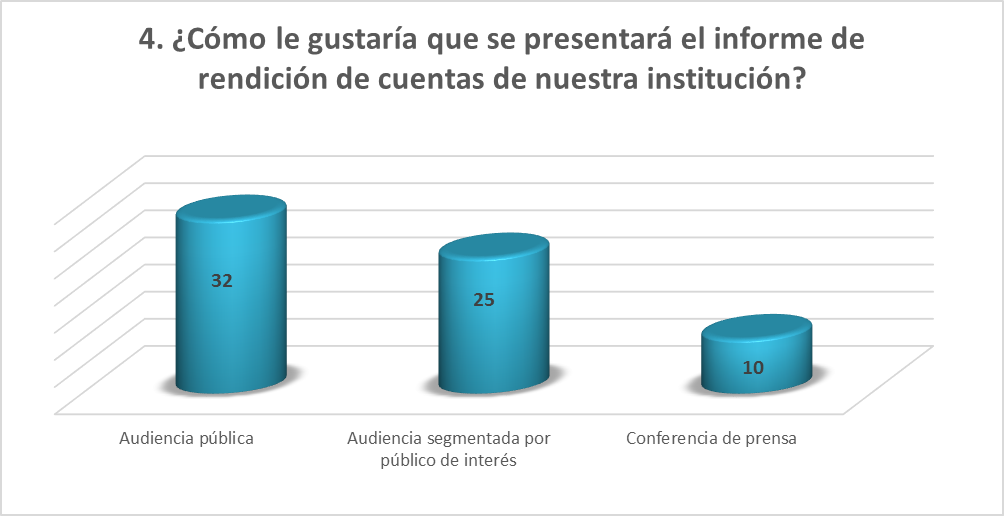 4. ¿Cómo le gustaría que se presentará el informe de
rendición de cuentas de nuestra institución?
32
25
10
Audiencia pública
Audiencia segmentada por
público de interés
Conferencia de prensa